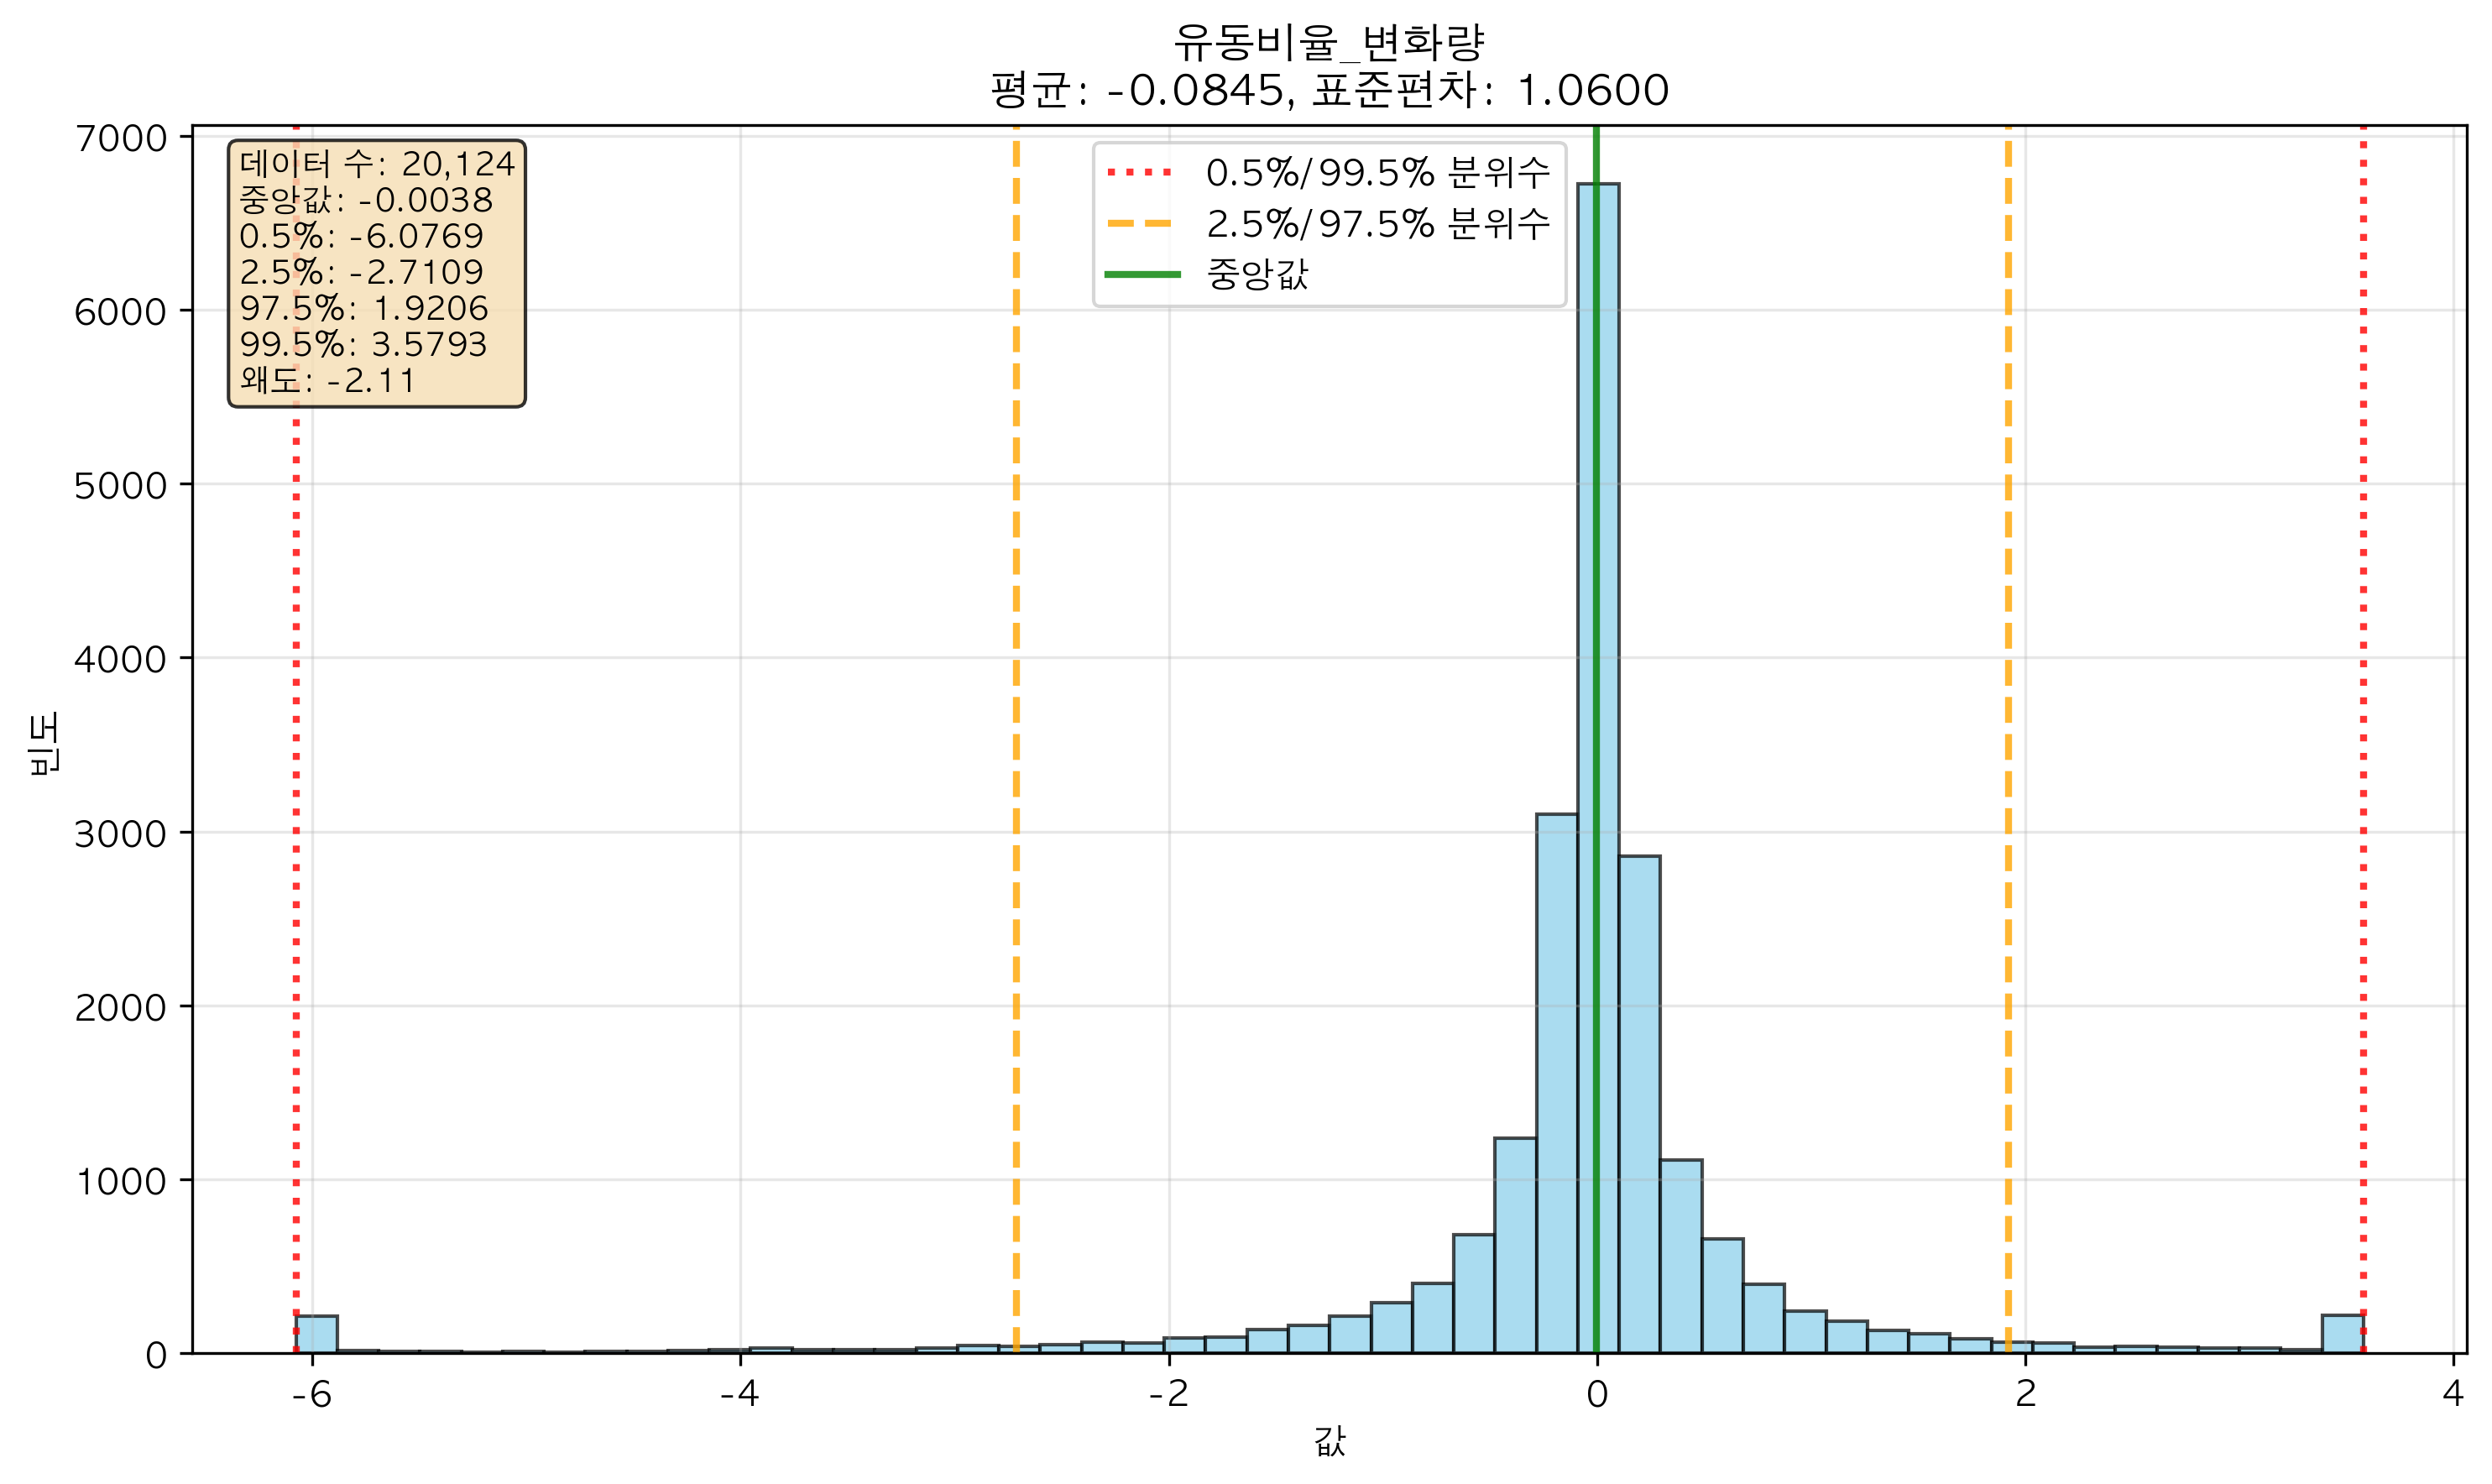 유동비율_변화량
평균: -0.0845, 표준편차: 1.0600
7000
6000
5000
4000
3000
2000
1000
0
빈도
데이터 수: 20,124
중앙값: -0.0038
0.5%: -6.0769
2.5%: -2.7109
97.5%: 1.9206
99.5%: 3.5793
왜도: -2.11
0.5%/99.5% 분위수
2.5%/97.5% 분위수
중앙값
-6
-4
-2
0
2
4
값